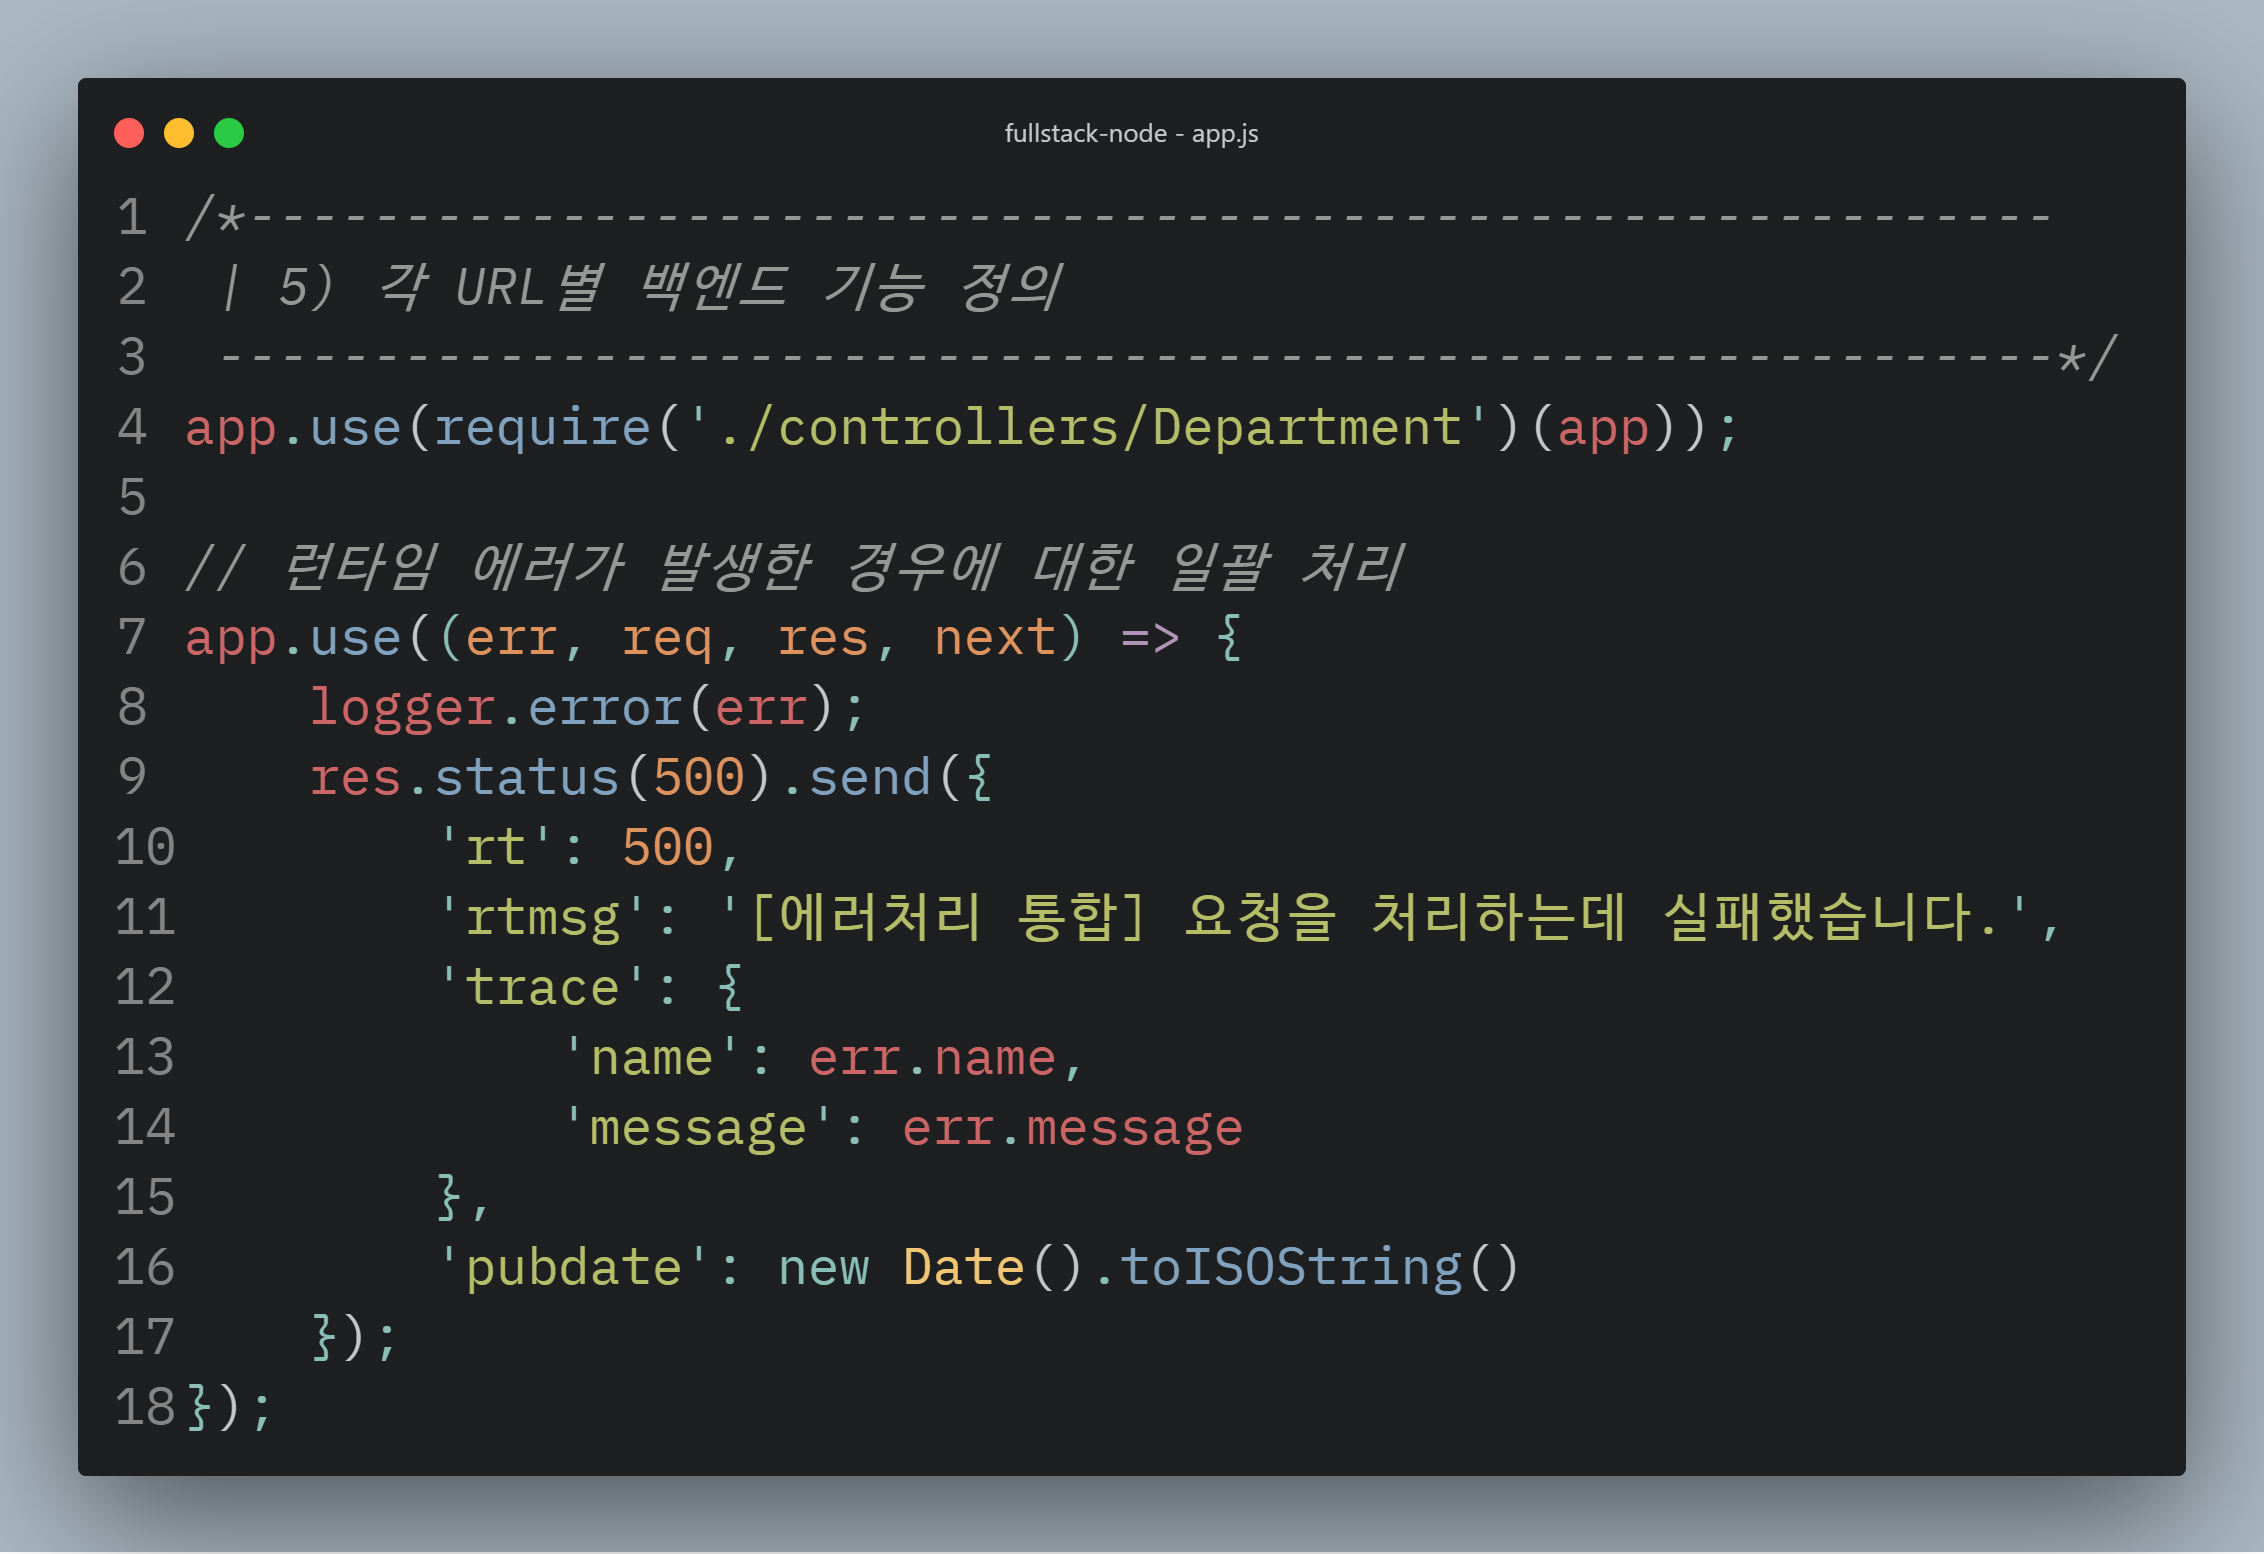 fullstack-node - app.js
1 /*----------------------------------------------------------
2  | 5) 각 URL별 백엔드 기능 정의
3  -----------------------------------------------------------*/
4 app.use(require('./controllers/Department')(app));
5
6 // 런타임 에러가 발생한 경우에 대한 일괄 처리
7 app.use((err, req, res, next) => {
8     logger.error(err);
9     res.status(500).send({
10         'rt': 500,
11         'rtmsg': '[에러처리 통합] 요청을 처리하는데 실패했습니다.',
12         'trace': {
13             'name': err.name,
14             'message': err.message
15         },
16         'pubdate': new Date().toISOString()
17     });
18 });